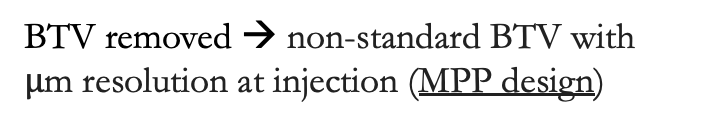 BTV removed → non-standard BTV with
μm resolution at injection (MPP design)